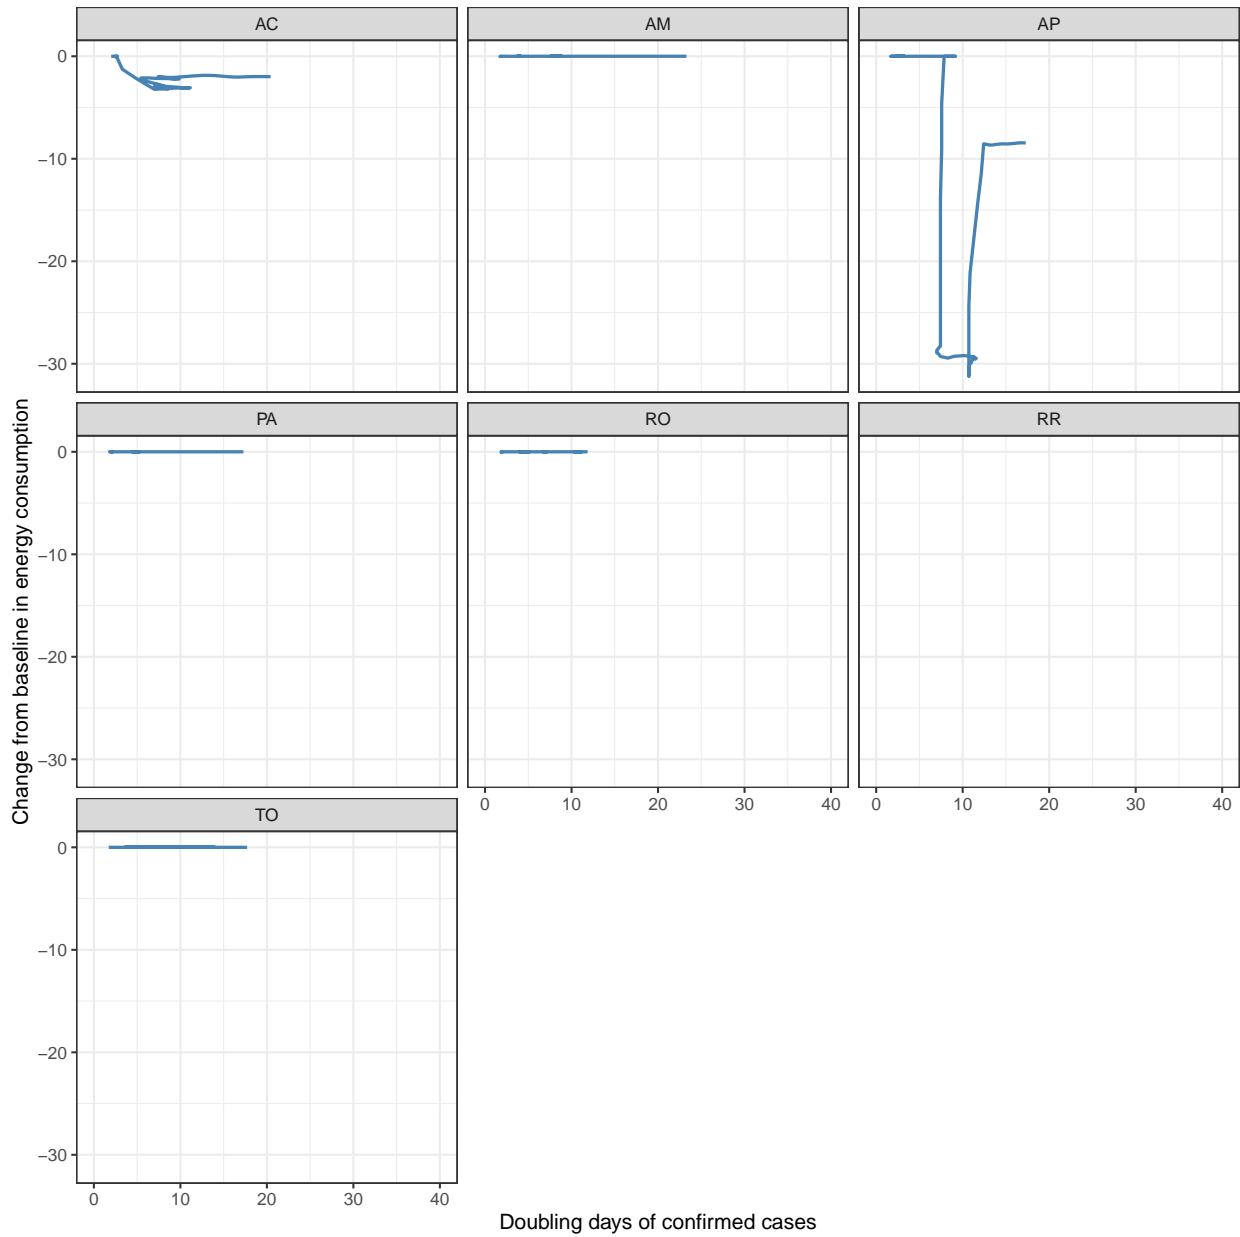 AC AM AP
0
−10
−20
−30
PA RO RR
0
−10
−20
−30
0 10 20 30 40 0 10 20 30 40
TO
0
−10
−20
−30
0 10 20 30 40
Doubling days of confirmed cases
Change from baseline in energy consumption